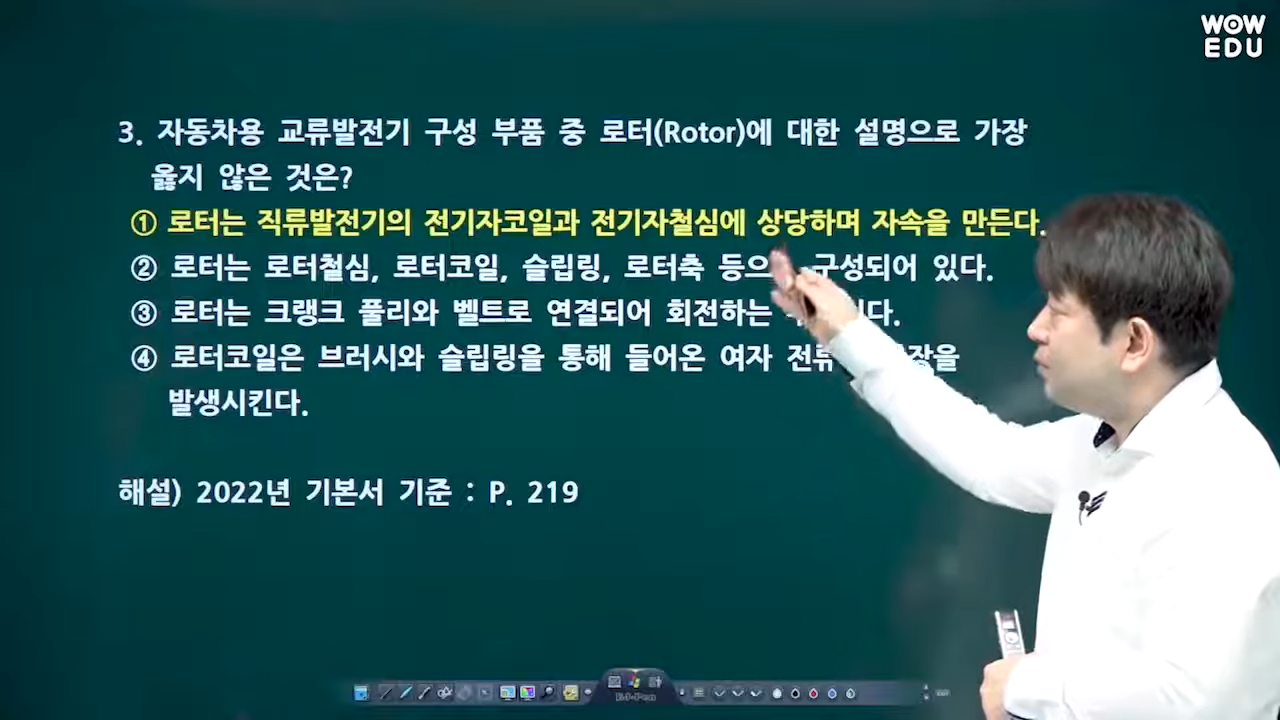 WOW
EDU
3. 자동차용 교류발전기 구성 부품 중 로터(Rotor)에 대한 설명으로 가장
옳지 않은 것은?
① 로터는 직류발전기의 전기자코일과 전기자철심에 상당하며 자속을 만든다.
② 로터는 로터철심, 로터코일, 슬립링, 로터축 등으 구성되어 있다.
③ 로터는 크랭크 풀리와 벨트로 연결되어 회전하는
④ 로터코일은 브러시와 슬립링을 통해 들어온 여자 전류
발생시킨다.
해설) 2022년 기본서 기준 : P. 219